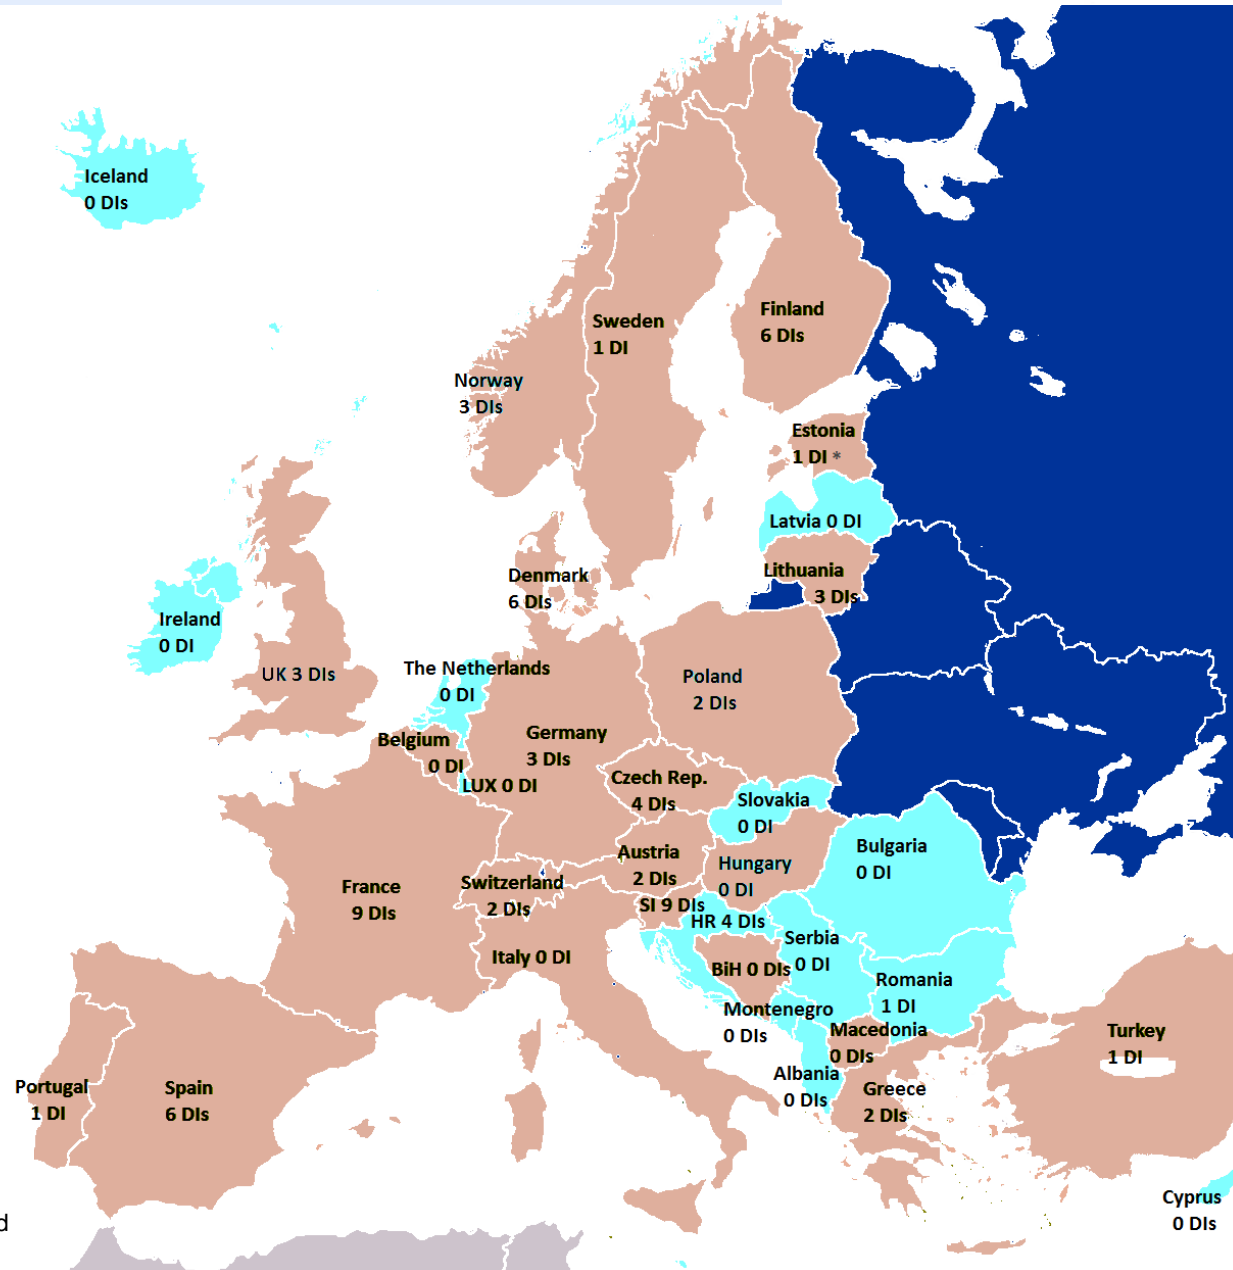 Iceland
0 DIs
Sweden
1 DI
Finland
6 DIs
Norway
3 DIs
Estonia
1 DI *
Latvia 0 DI
Lithuania
3 DIs
Denmark
6 DIs
Ireland
0 DI
UK 3 DIs
The Netherlands
0 DI
Poland
2 DIs
Belgium
0 DI
Germany
3 DIs
LUX 0 DI
Czech Rep.
4 DIs
Slovakia
0 DI
Austria
2 DIs
Hungary
0 DI
Bulgaria
0 DI
France
9 DIs
Switzerland
2 DIs
SI 9 DIs
HR 4 DIs
Italy 0 DI
Serbia
0 DI
BiH 0 DIs
Romania
1 DI
Montenegro
0 DIs
Macedonia
0 DIs
Turkey
1 DI
Albania
0 DIs
Greece
2 DIs
Portugal
1 DI
Spain
6 DIs
Cyprus
0 DIs
d